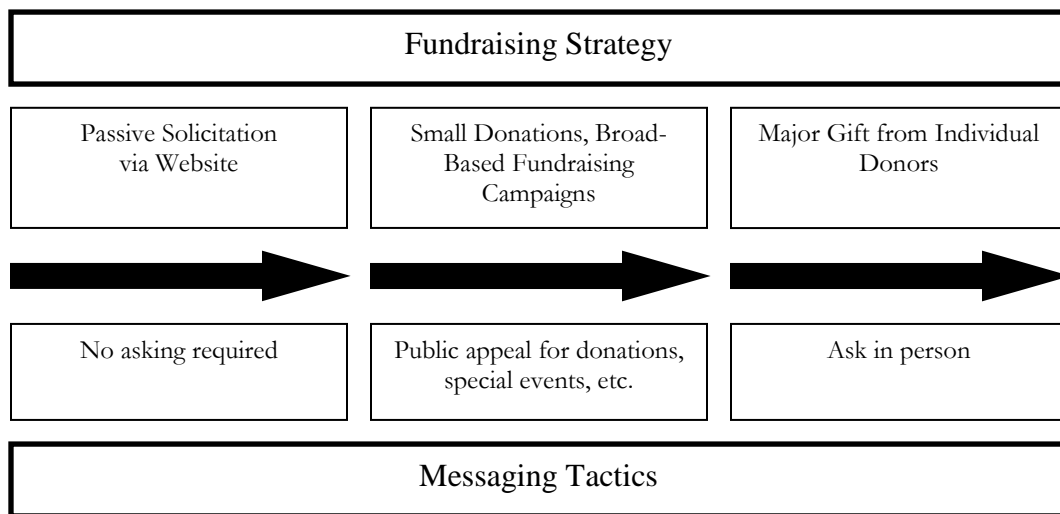 Fundraising Strategy
Passive Solicitation
via Website
Small Donations, Broad-
Based Fundraising
Campaigns
Major Gift from Individual
Donors
No asking required
Public appeal for donations,
special events, etc.
Ask in person
Messaging Tactics